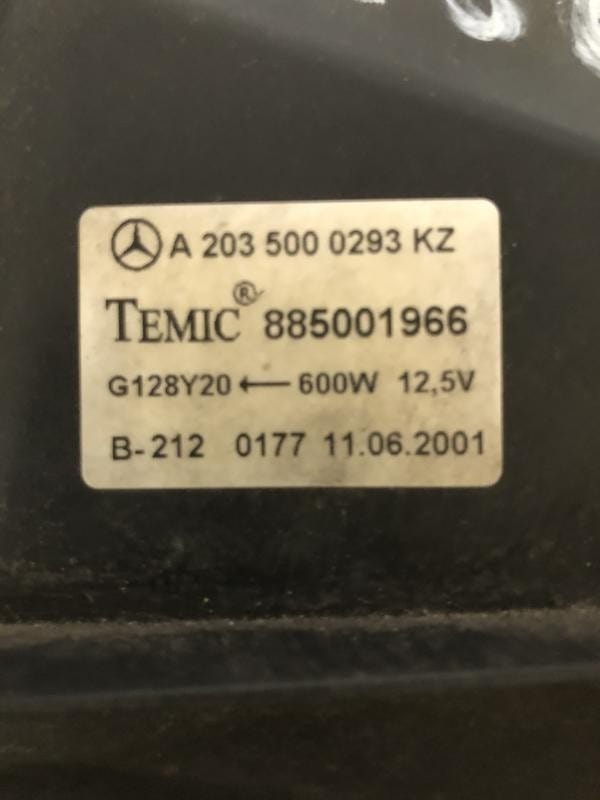 A 203 500 0293 KZ
TEMIC® 885001966
G128Y20 ← 600W 12,5V
B-212 0177 11.06.2001